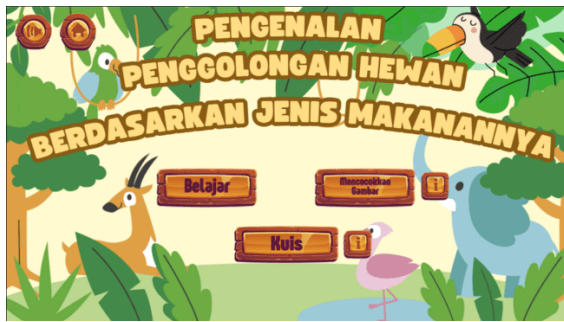 PENGENALAN
PENGGOLONGAN HEWAN
BERDASARKAN JENIS MAKANANNYA
Belajar
Mencocokkan
Gambar
i
Kuis
i